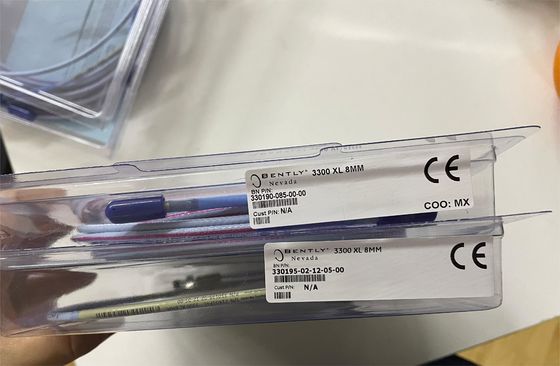 BENTLY® 3300 XL 8MM
Nevada
BN P/N:
330190-085-00-00
Cust P/N: N/A
CE
COO: MX
BENTLY® 3300 XL 8MM
Nevada
BN P/N:
330195-02-12-05-00
Cust P/N: N/A
CE